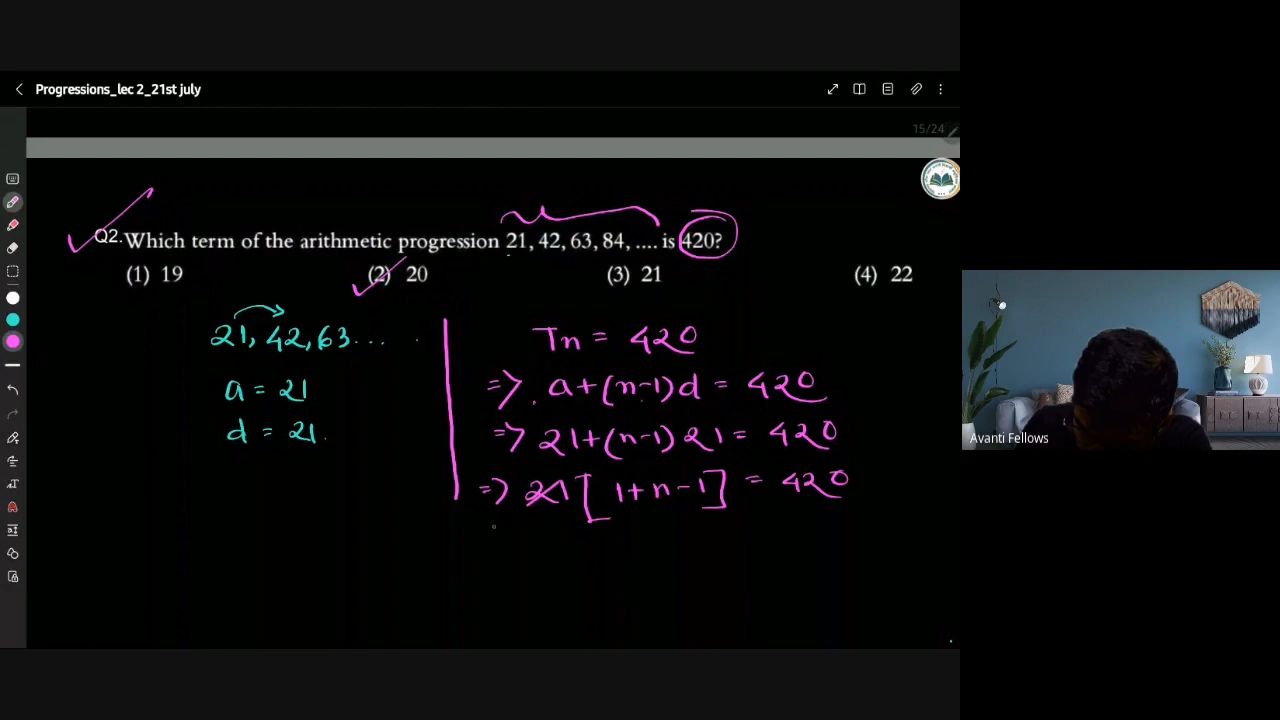 Progressions_lec 2_21st july
15/24
Q2. Which term of the arithmetic progression 21, 42, 63, 84, .... is 420?
(1) 19 (2) 20 (3) 21 (4) 22
21, 42, 63...
a = 21
d = 21.
Tn = 420
=> a+(n-1)d = 420
=> 21+(n-1) 21 = 420
=> 21 [ 1+n-1] = 420
Avanti Fellows